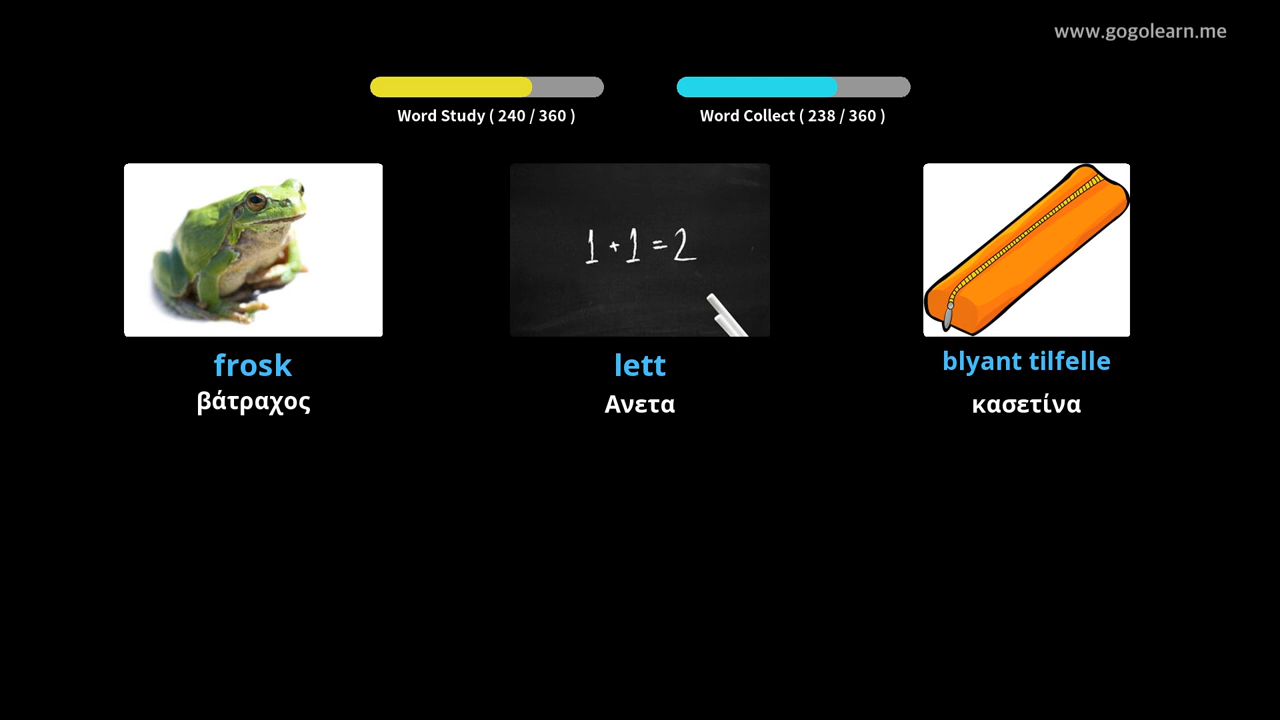 www.gogolearn.me
Word Study ( 240 / 360 )
Word Collect ( 238 / 360 )
1 + 1 = 2
frosk
lett
blyant tilfelle
βάτραχος
Ανετα
κασετίνα